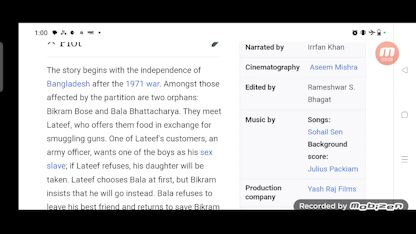 1:00
Plot
The story begins with the independence of
Bangladesh after the 1971 war. Amongst those
affected by the partition are two orphans:
Bikram Bose and Bala Bhattacharya. They meet
Lateef, who offers them food in exchange for
smuggling guns. One of Lateef's customers, an
army officer, wants one of the boys as his sex
slave; if Lateef refuses, his daughter will be
taken. Lateef chooses Bala at first, but Bikram
insists that he will go instead. Bala refuses to
leave his best friend and returns to save Bikram
Narrated by Irrfan Khan
Cinematography Aseem Mishra
Edited by Rameshwar S.
Bhagat
Music by Songs:
Sohail Sen
Background
score:
Julius Packiam
Production Yash Raj Films
company
Recorded by Mobizen